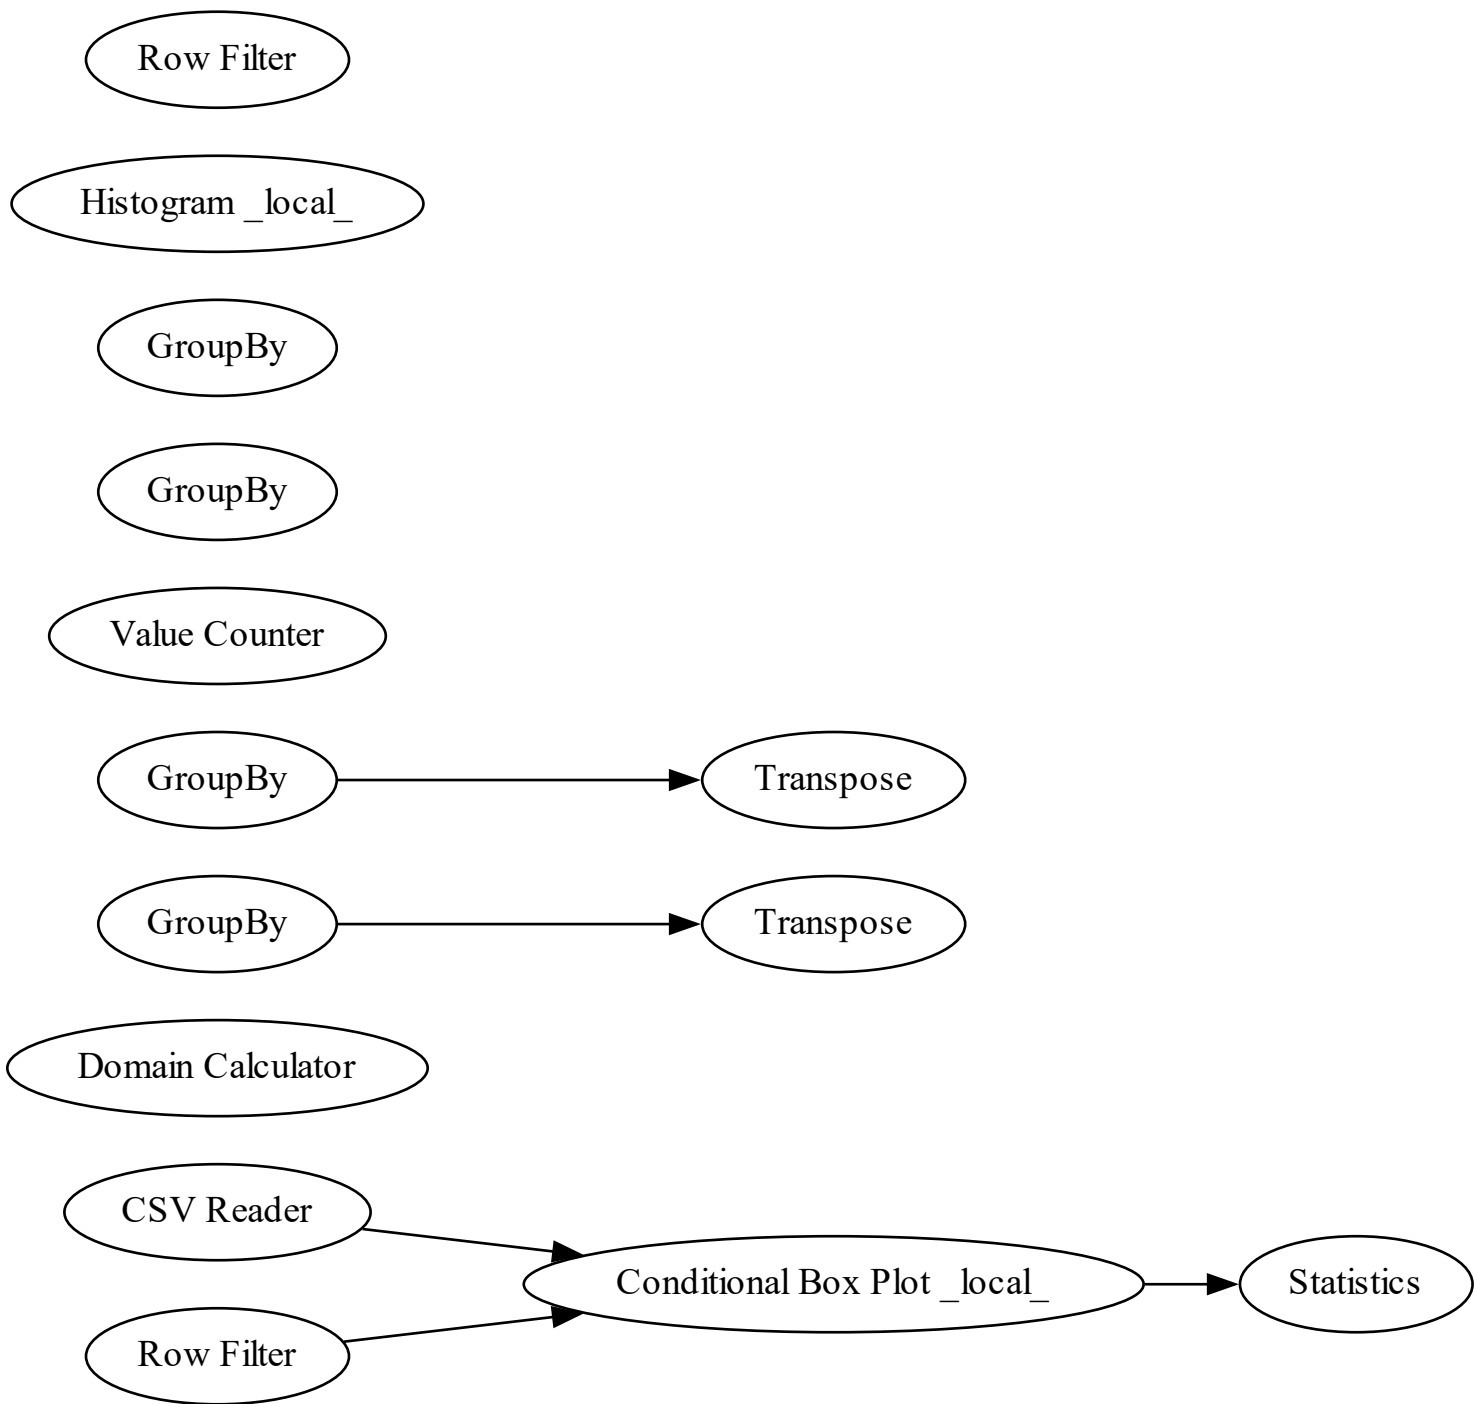 Row Filter
Histogram _local_
GroupBy
GroupBy
Value Counter
GroupBy
Transpose
GroupBy
Transpose
Domain Calculator
CSV Reader
Conditional Box Plot _local_
Statistics
Row Filter